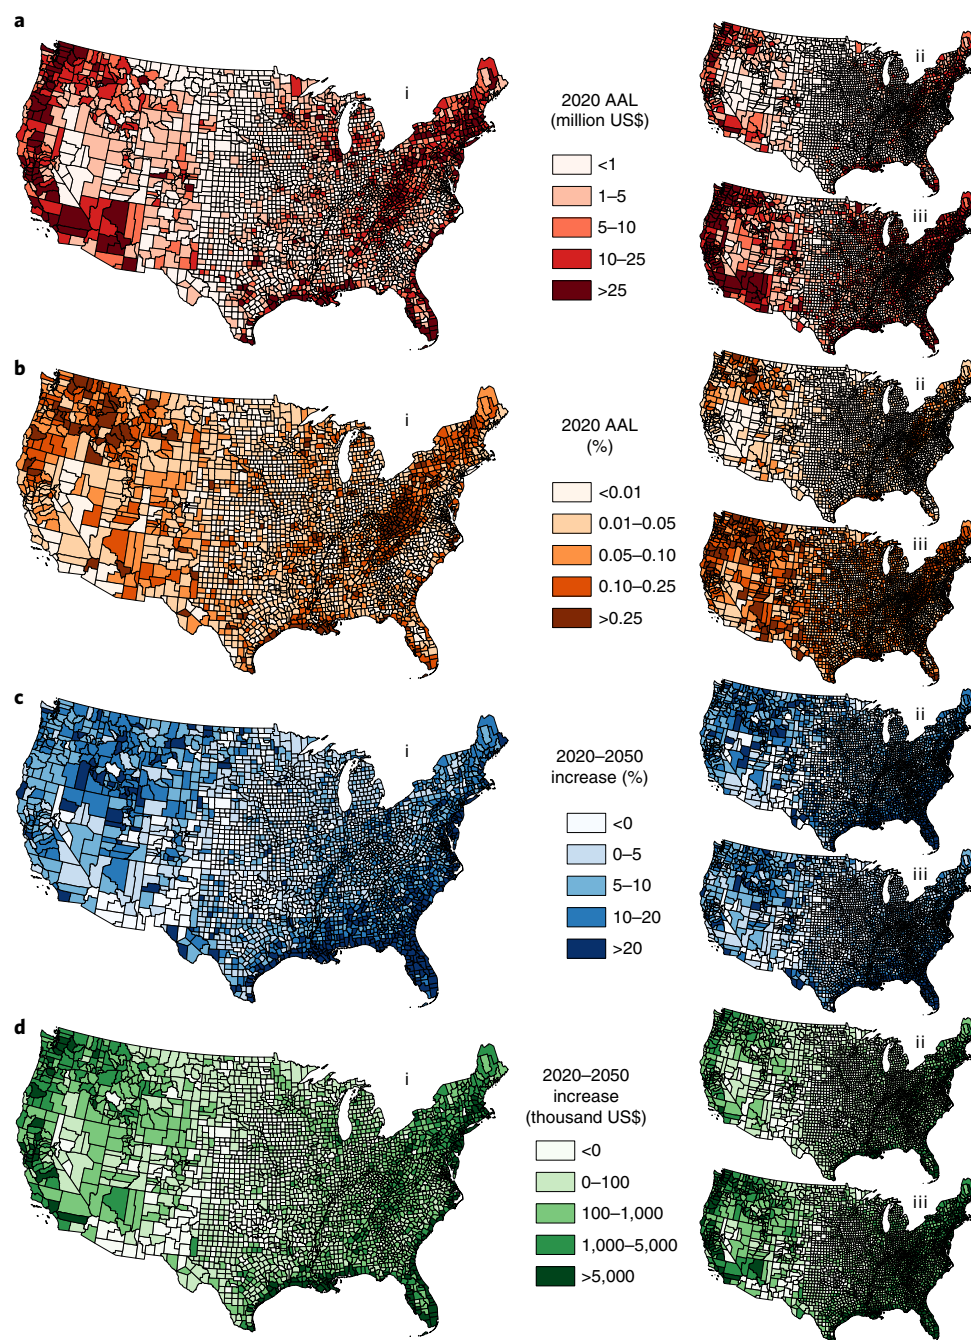 a
i
2020 AAL
(million US$)
<1
1–5
5–10
10–25
>25
ii
iii
b
i
2020 AAL
(%)
<0.01
0.01–0.05
0.05–0.10
0.10–0.25
>0.25
ii
iii
c
i
2020–2050
increase (%)
<0
0–5
5–10
10–20
>20
ii
iii
d
i
2020–2050
increase
(thousand US$)
<0
0–100
100–1,000
1,000–5,000
>5,000
ii
iii